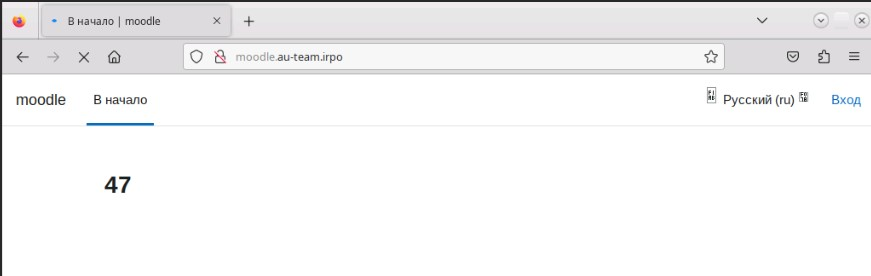 В начало | moodle
moodle.au-team.irpo
moodle В начало Русский (ru) Вход
47